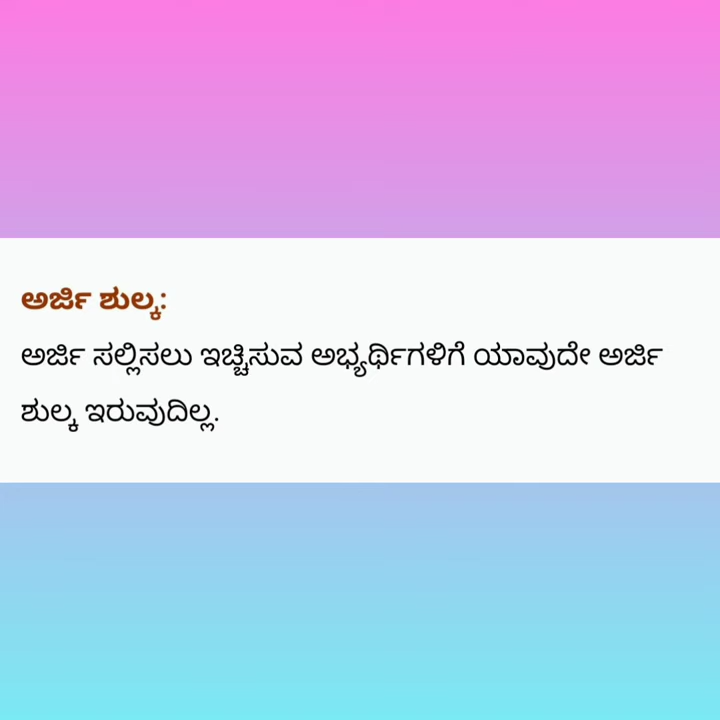 ಅರ್ಜಿ ಶುಲ್ಕ:
ಅರ್ಜಿ ಸಲ್ಲಿಸಲು ಇಚ್ಚಿಸುವ ಅಭ್ಯರ್ಥಿಗಳಿಗೆ ಯಾವುದೇ ಅರ್ಜಿ
ಶುಲ್ಕ ಇರುವುದಿಲ್ಲ.